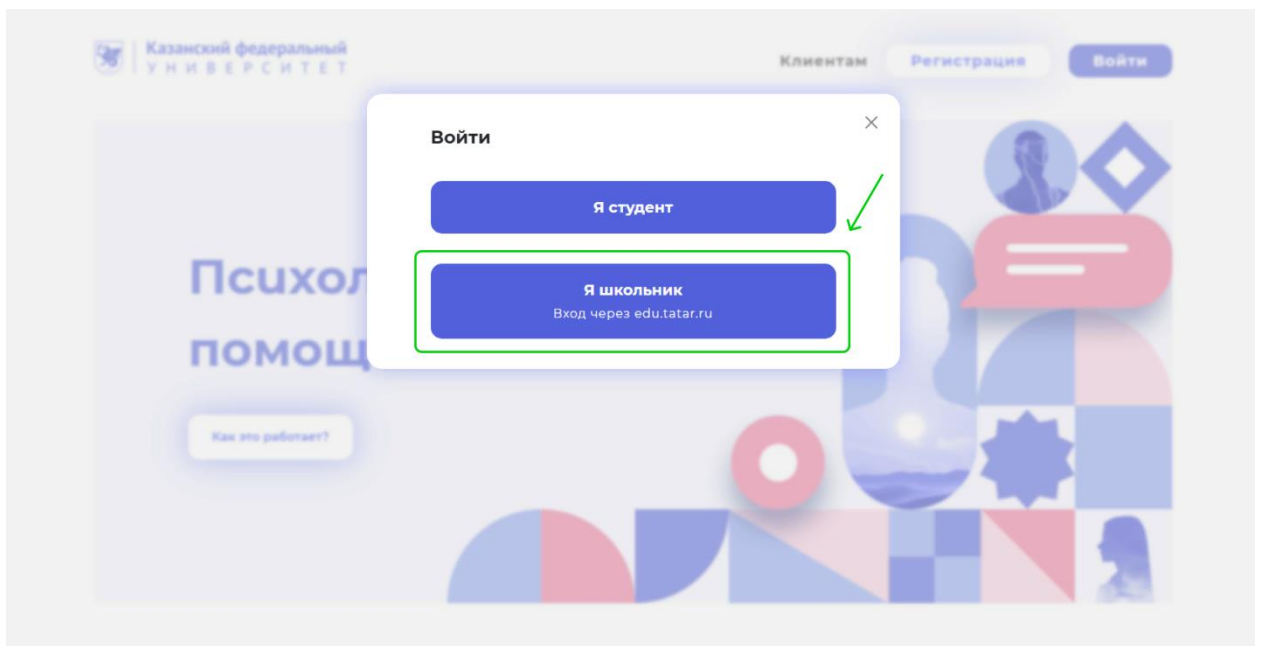 Казанский федеральный
УНИВЕРСИТЕТ
Клиентам
Регистрация
Войти
Войти
Я студент
Я школьник
Вход через edu.tatar.ru
Как это работает?